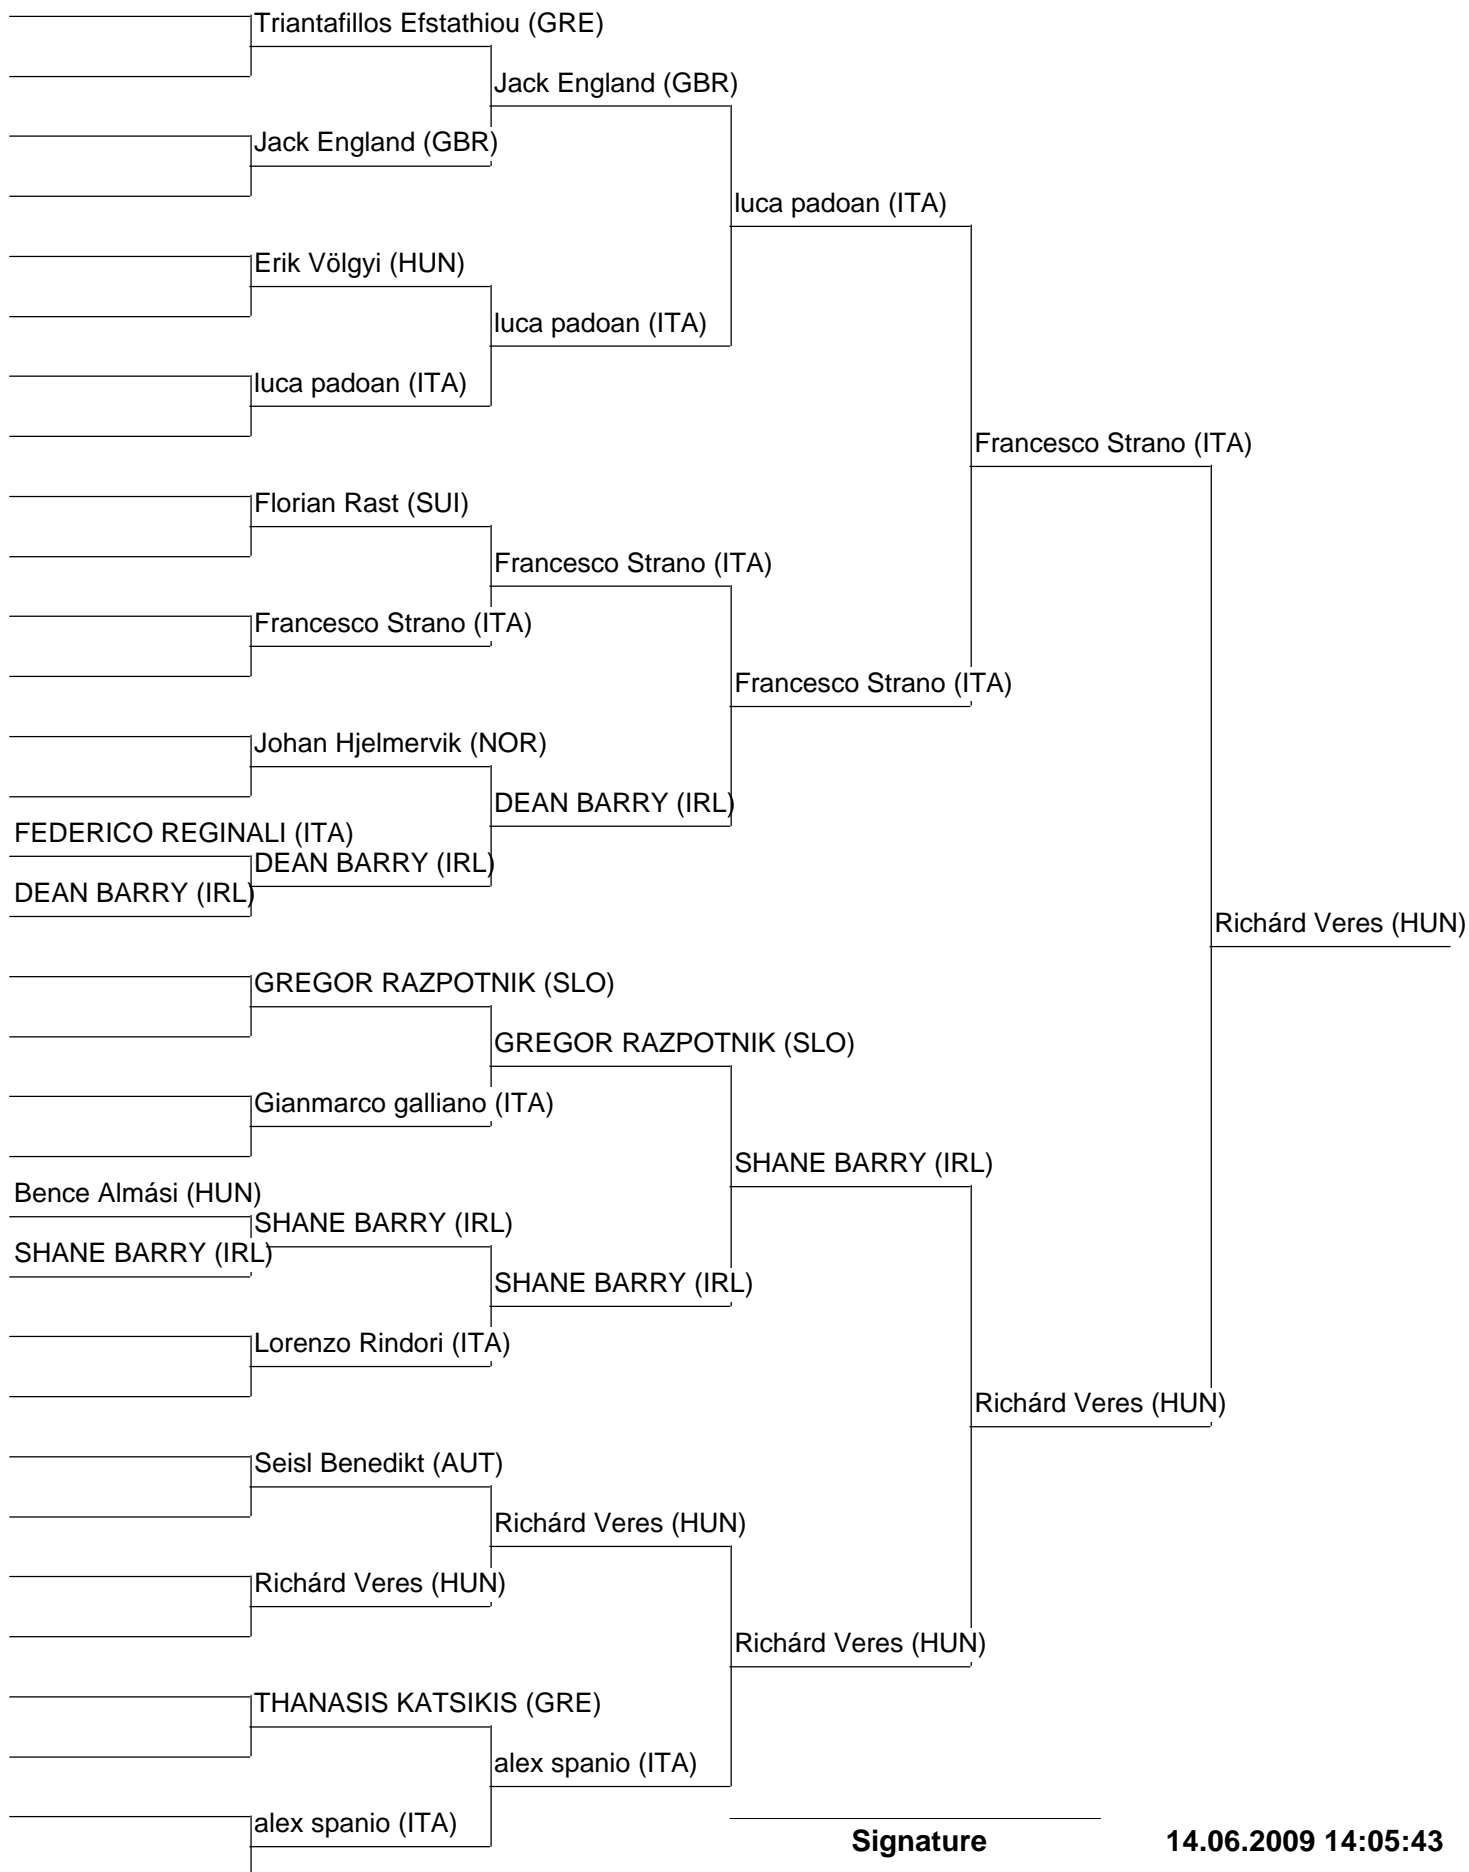 Triantafillos Efstathiou (GRE)
Jack England (GBR)
Jack England (GBR)
luca padoan (ITA)
Erik Völgyi (HUN)
luca padoan (ITA)
luca padoan (ITA)
Francesco Strano (ITA)
Florian Rast (SUI)
Francesco Strano (ITA)
Francesco Strano (ITA)
Francesco Strano (ITA)
Johan Hjelmervik (NOR)
DEAN BARRY (IRL)
FEDERICO REGINALI (ITA)
DEAN BARRY (IRL)
DEAN BARRY (IRL)
Richárd Veres (HUN)
GREGOR RAZPOTNIK (SLO)
GREGOR RAZPOTNIK (SLO)
Gianmarco galliano (ITA)
SHANE BARRY (IRL)
Bence Almási (HUN)
SHANE BARRY (IRL)
SHANE BARRY (IRL)
SHANE BARRY (IRL)
Lorenzo Rindori (ITA)
Richárd Veres (HUN)
Seisl Benedikt (AUT)
Richárd Veres (HUN)
Richárd Veres (HUN)
Richárd Veres (HUN)
THANASIS KATSIKIS (GRE)
alex spanio (ITA)
alex spanio (ITA)
Signature
14.06.2009 14:05:43